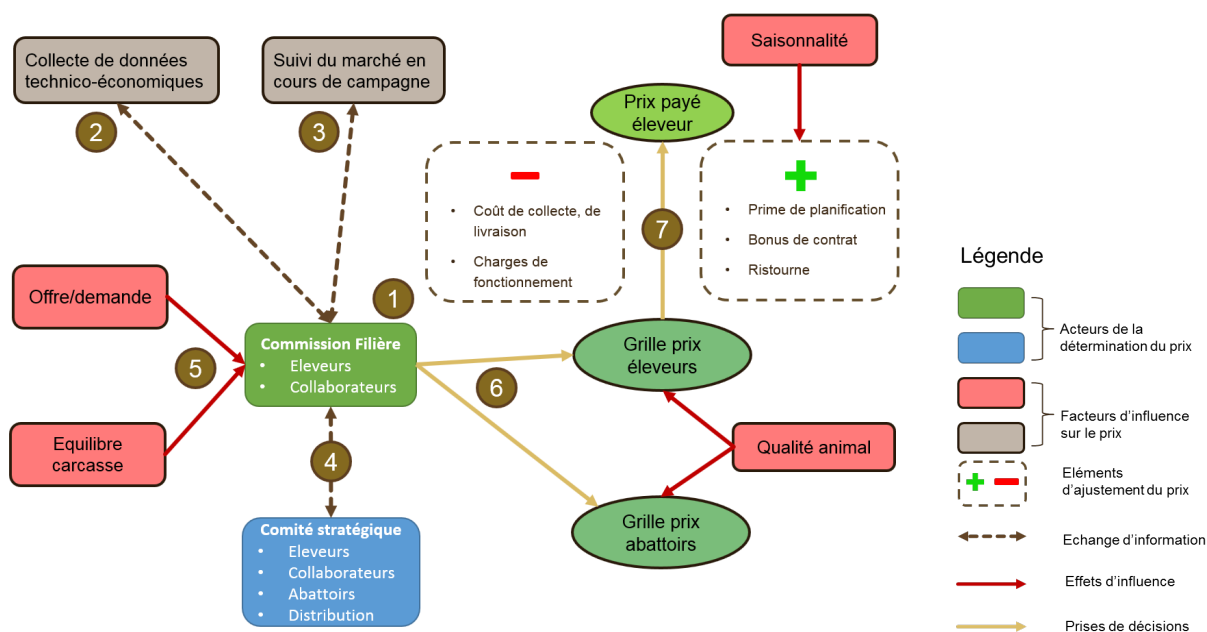 Collecte de données
technico-économiques
Suivi du marché en
cours de campagne
Saisonnalité
2
3
Prix payé
éleveur
Coût de collecte, de
livraison
Charges de
fonctionnement
7
Prime de planification
Bonus de contrat
Ristourne
Offre/demande
1
5
Commission Filière
Eleveurs
Collaborateurs
6
Grille prix
éleveurs
Equilibre
carcasse
4
Qualité animal
Comité stratégique
Eleveurs
Collaborateurs
Abattoirs
Distribution
Grille prix
abattoirs
Légende
Acteurs de la
détermination du prix
Facteurs d'influence
sur le prix
Eléments
d'ajustement du prix
Echange d'information
Effets d'influence
Prises de décisions